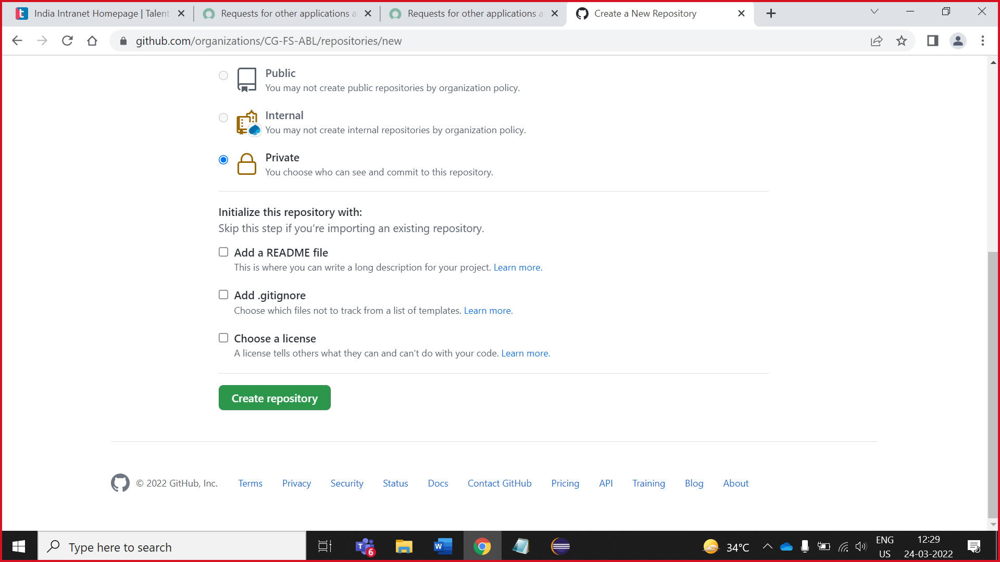 India Intranet Homepage | Talent
Requests for other applications a
Requests for other applications a
Create a New Repository
github.com/organizations/CG-FS-ABL/repositories/new
Public
You may not create public repositories by organization policy.
Internal
You may not create internal repositories by organization policy.
Private
You choose who can see and commit to this repository.
Initialize this repository with:
Skip this step if you’re importing an existing repository.
Add a README file
This is where you can write a long description for your project. Learn more.
Add .gitignore
Choose which files not to track from a list of templates. Learn more.
Choose a license
A license tells others what they can and can't do with your code. Learn more.
Create repository
© 2022 GitHub, Inc. Terms Privacy Security Status Docs Contact GitHub Pricing API Training Blog About
Type here to search
6
34°C
ENG
US
12:29
24-03-2022